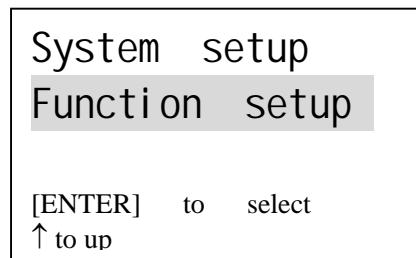 System setup
Function setup
[ENTER] to select
↑ to up